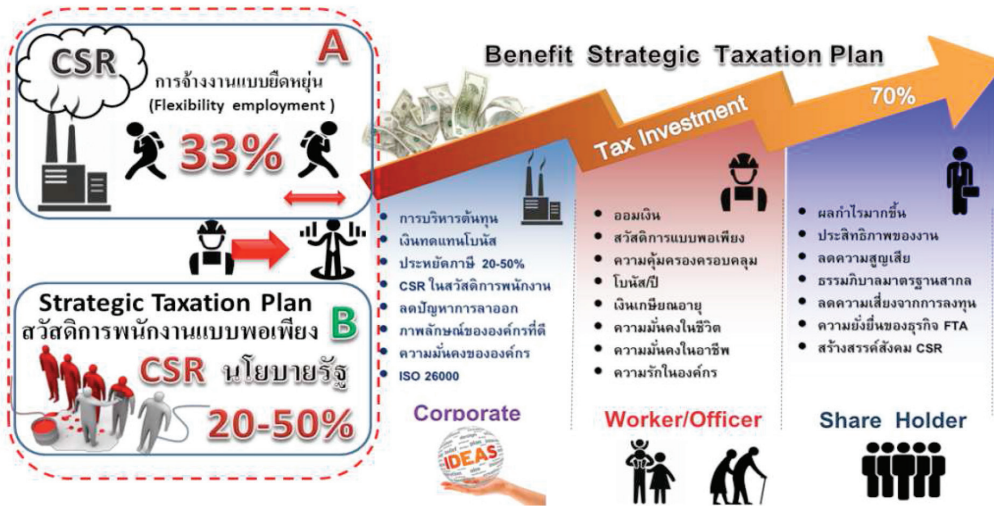 CSR
A
การจ้างงานแบบยืดหยุ่น
(Flexibility employment )
33%
Strategic Taxation Plan
สวัสดิการพนักงานแบบพอเพียง B
CSR นโยบายรัฐ
20-50%
Benefit Strategic Taxation Plan
Tax Investment
70%
• การบริหารต้นทุน
• เงินทดแทนโบนัส
• ประหยัดภาษี 20-50%
• CSR ในสวัสดิการพนักงาน
• ลดปัญหาการลาออก
• ภาพลักษณ์ขององค์กรที่ดี
• ความมั่นคงขององค์กร
• ISO 26000
Corporate
IDEAS
• ออมเงิน
• สวัสดิการแบบพอเพียง
• ความคุ้มครองครอบคลุม
• โบนัส/ปี
• เงินเกษียณอายุ
• ความมั่นคงในชีวิต
• ความมั่นคงในอาชีพ
• ความรักในองค์กร
Worker/Officer
• ผลกำไรมากขึ้น
• ประสิทธิภาพของงาน
• ลดความสูญเสีย
• ธรรมภิบาลมาตรฐานสากล
• ลดความเสี่ยงจากการลงทุน
• ความยั่งยืนของธุรกิจ FTA
• สร้างสรรค์สังคม CSR
Share Holder